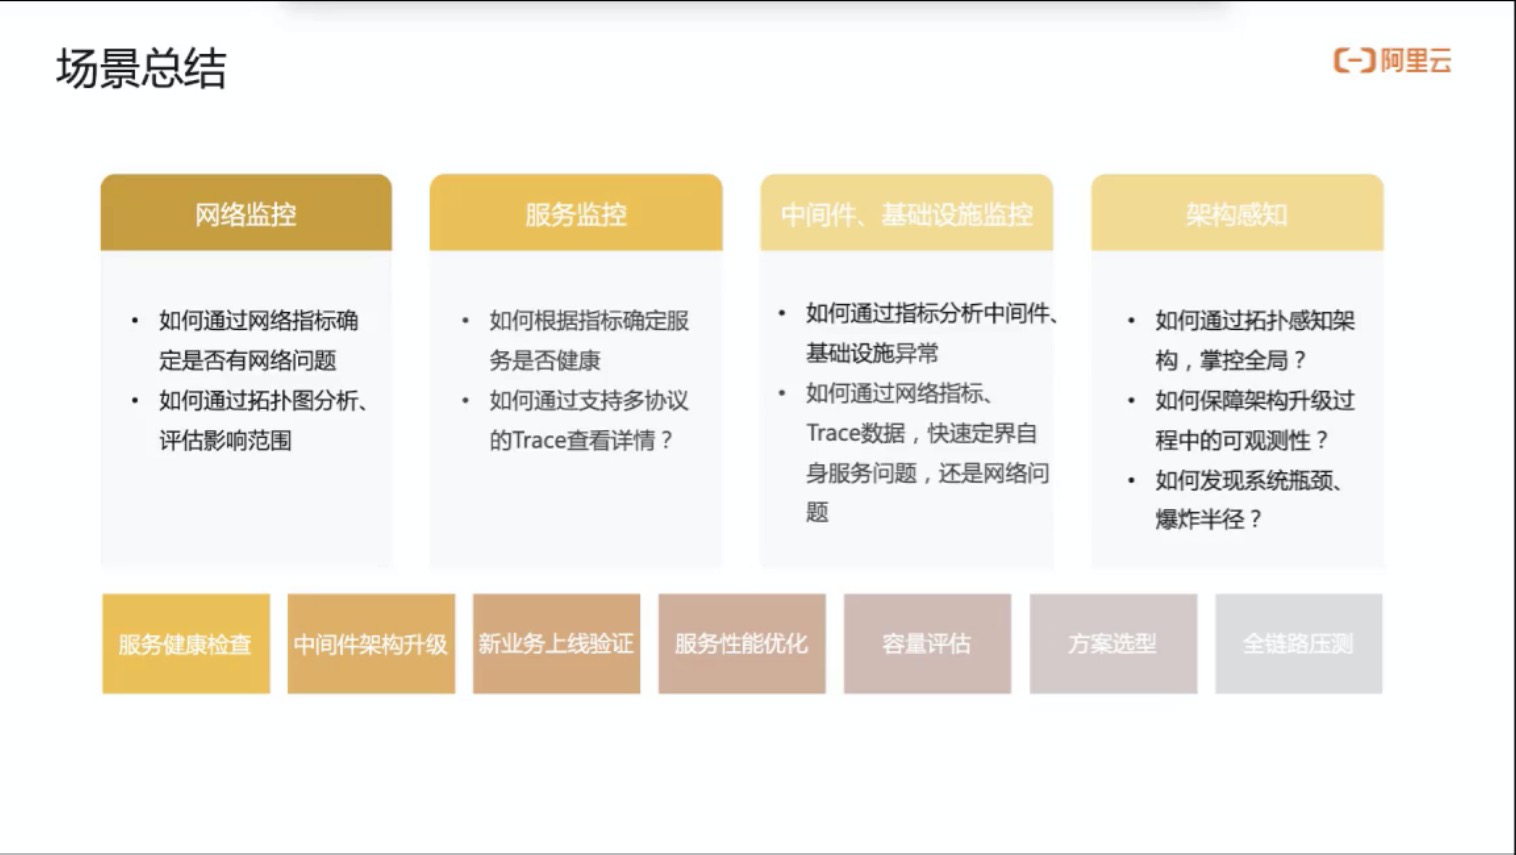 场景总结
阿里云
网络监控
如何通过网络指标确
定是否有网络问题
如何通过拓扑图分析、
评估影响范围
服务监控
如何根据指标确定服
务是否健康
如何通过支持多协议
的Trace查看详情？
中间件、基础设施监控
如何通过指标分析中间件、
基础设施异常
如何通过网络指标、
Trace数据，快速定界自
身服务问题，还是网络问
题
架构感知
如何通过拓扑感知架
构，掌控全局？
如何保障架构升级过
程中的可观测性？
如何发现系统瓶颈、
爆炸半径？
服务健康检查
中间件架构升级
新业务上线验证
服务性能优化
容量评估
方案选型
全链路压测